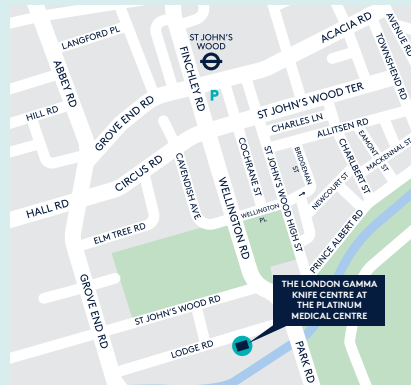 LANGFORD PL
ABBEY RD
ST JOHN'S
WOOD
FINCHLEY RD
P
ACACIA RD
AVENUE RD
TOWNSHEND RD
HILL RD
GROVE END RD
ST JOHN'S WOOD TER
CHARLES LN
ALLITSEN RD
EAMONT ST
MACKENNAL ST
CIRCUS RD
CAVENDISH AVE
COCHRANE ST
ST JOHN'S WOOD HIGH ST
BRIDGEMAN
ST
CHARLBERT ST
NEWCOURT ST
HALL RD
WELLINGTON RD
WELLINGTON
PL
ELM TREE RD
PRINCE ALBERT RD
GROVE END RD
THE LONDON GAMMA
KNIFE CENTRE AT
THE PLATINUM
MEDICAL CENTRE
ST JOHN'S WOOD RD
LODGE RD
PARK RD